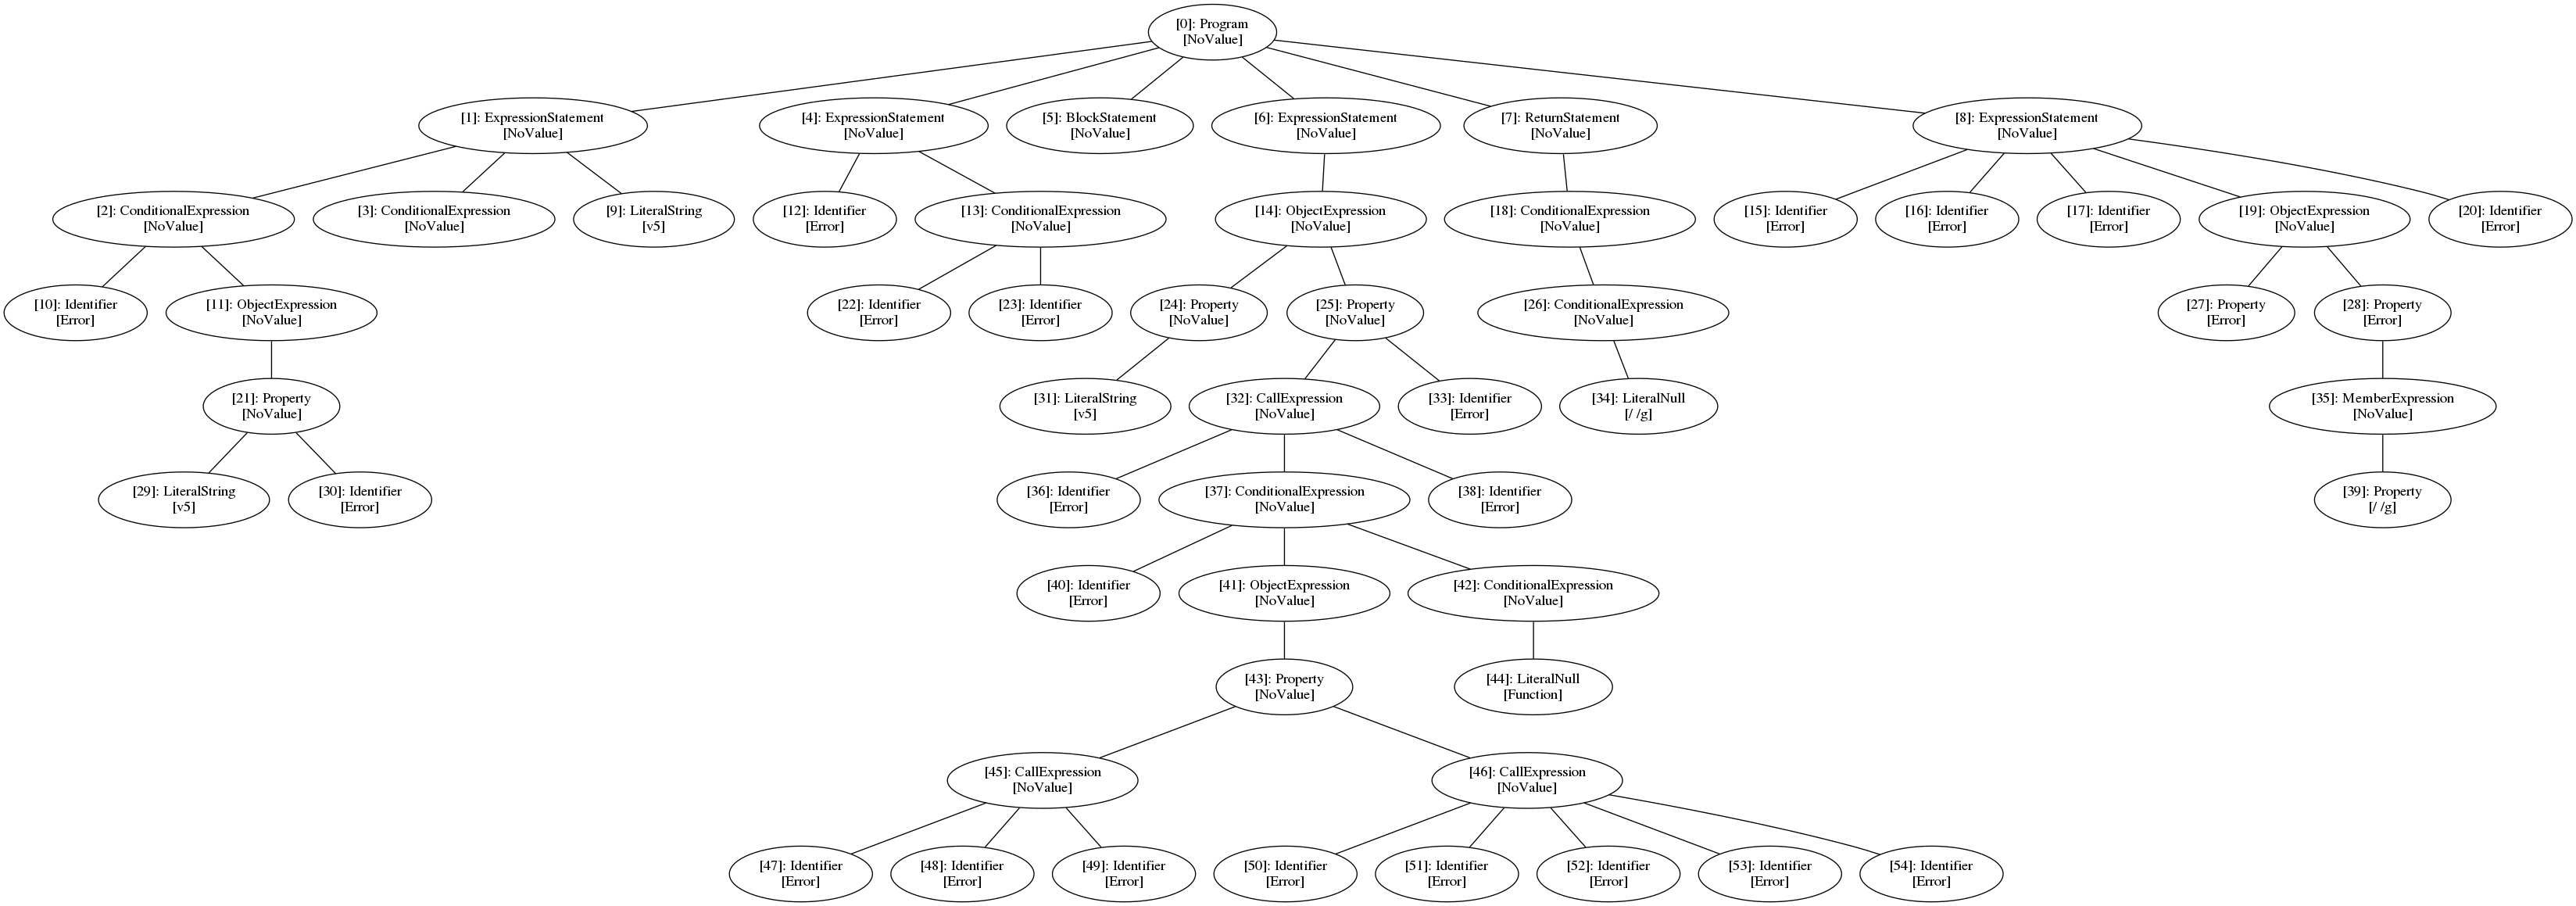 [0]: Program
[NoValue]
[1]: ExpressionStatement
[NoValue]
[4]: ExpressionStatement
[NoValue]
[5]: BlockStatement
[NoValue]
[6]: ExpressionStatement
[NoValue]
[7]: ReturnStatement
[NoValue]
[8]: ExpressionStatement
[NoValue]
[2]: ConditionalExpression
[NoValue]
[3]: ConditionalExpression
[NoValue]
[9]: LiteralString
[v5]
[12]: Identifier
[Error]
[13]: ConditionalExpression
[NoValue]
[14]: ObjectExpression
[NoValue]
[18]: ConditionalExpression
[NoValue]
[15]: Identifier
[Error]
[16]: Identifier
[Error]
[17]: Identifier
[Error]
[19]: ObjectExpression
[NoValue]
[20]: Identifier
[Error]
[10]: Identifier
[Error]
[11]: ObjectExpression
[NoValue]
[22]: Identifier
[Error]
[23]: Identifier
[Error]
[24]: Property
[NoValue]
[25]: Property
[NoValue]
[26]: ConditionalExpression
[NoValue]
[27]: Property
[Error]
[28]: Property
[Error]
[21]: Property
[NoValue]
[31]: LiteralString
[v5]
[32]: CallExpression
[NoValue]
[33]: Identifier
[Error]
[34]: LiteralNull
[/ /g]
[35]: MemberExpression
[NoValue]
[29]: LiteralString
[v5]
[30]: Identifier
[Error]
[36]: Identifier
[Error]
[37]: ConditionalExpression
[NoValue]
[38]: Identifier
[Error]
[39]: Property
[/ /g]
[40]: Identifier
[Error]
[41]: ObjectExpression
[NoValue]
[42]: ConditionalExpression
[NoValue]
[43]: Property
[NoValue]
[44]: LiteralNull
[Function]
[45]: CallExpression
[NoValue]
[46]: CallExpression
[NoValue]
[47]: Identifier
[Error]
[48]: Identifier
[Error]
[49]: Identifier
[Error]
[50]: Identifier
[Error]
[51]: Identifier
[Error]
[52]: Identifier
[Error]
[53]: Identifier
[Error]
[54]: Identifier
[Error]